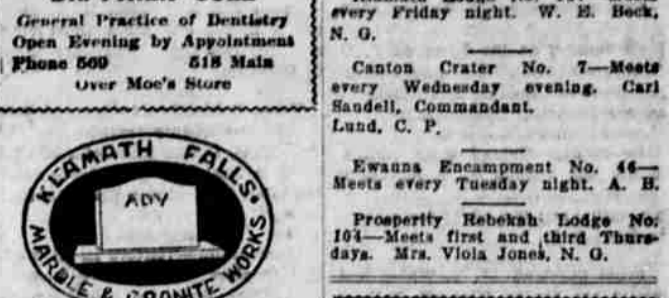 General Practice of Dentistry
Open Evening by Appointment
Phone 569 518 Main
Over Moe's Store
KLAMATH FALLS
ADV
MARBLE & GRONITE WORKS
every Friday night. W. E. Beck,
N. G.
Canton Crater No. 7—Meets
every Wednesday evening. Carl
Sandell, Commandant.
Lund, C. P.
Ewauna Encampment No. 46—
Meets every Tuesday night. A. B.
Prosperity Rebekah Lodge No.
104—Meets first and third Thurs-
days. Mrs. Viola Jones, N. G.